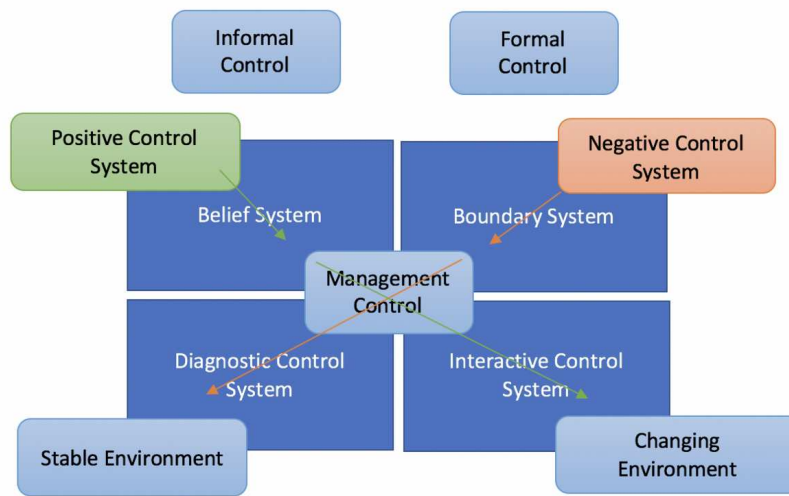 Informal
Control
Formal
Control
Positive Control
System
Negative Control
System
Belief System
Boundary System
Management
Control
Diagnostic Control
System
Interactive Control
System
Stable Environment
Changing
Environment